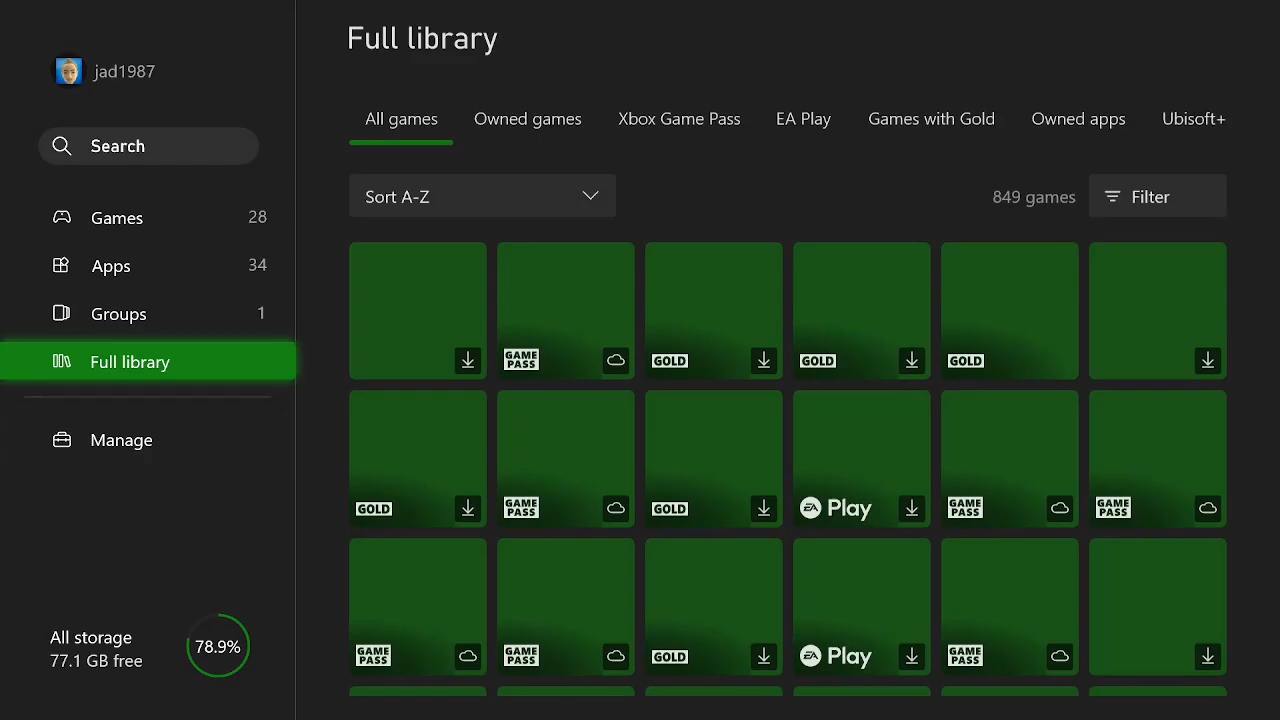 jad1987
Search
Games 28
Apps 34
Groups 1
Full library
Manage
All storage
77.1 GB free
78.9%
Full library
All games Owned games Xbox Game Pass EA Play Games with Gold Owned apps Ubisoft+
Sort A-Z 849 games Filter
GAME PASS GOLD GOLD GOLD
GOLD GAME PASS GOLD EA Play GAME PASS GAME PASS
GAME PASS GAME PASS GOLD EA Play GAME PASS